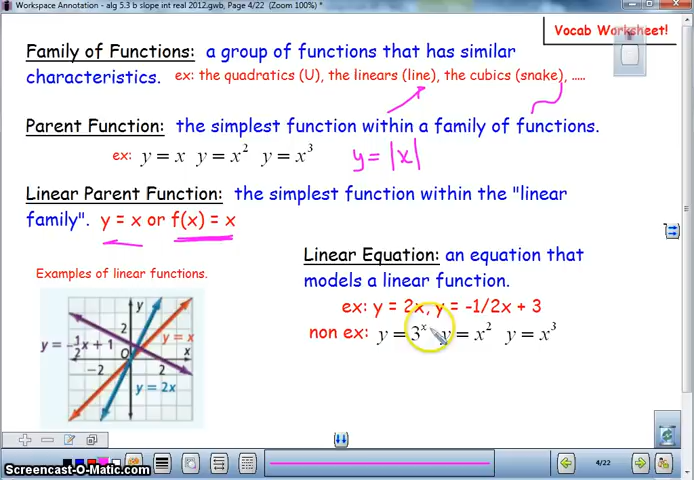 Workspace Annotation - alg 5.3 b slope int real 2012.gwb, Page 4/22 (Zoom 100%) *
Vocab Worksheet!
Family of Functions: a group of functions that has similar
characteristics. ex: the quadratics (U), the linears (line), the cubics (snake), .....
Parent Function: the simplest function within a family of functions.
ex: y = x y = x² y = x³ y = |x|
Linear Parent Function: the simplest function within the "linear
family". y = x or f(x) = x
Linear Equation: an equation that
models a linear function.
ex: y = 2x, y = -1/2x + 3
non ex: y = 3ˣ y = x² y = x³
Examples of linear functions.
y
2
y = x
y = -½x + 1
O
x
-2
2
y = 2x
4/22
Screencast-O-Matic.com